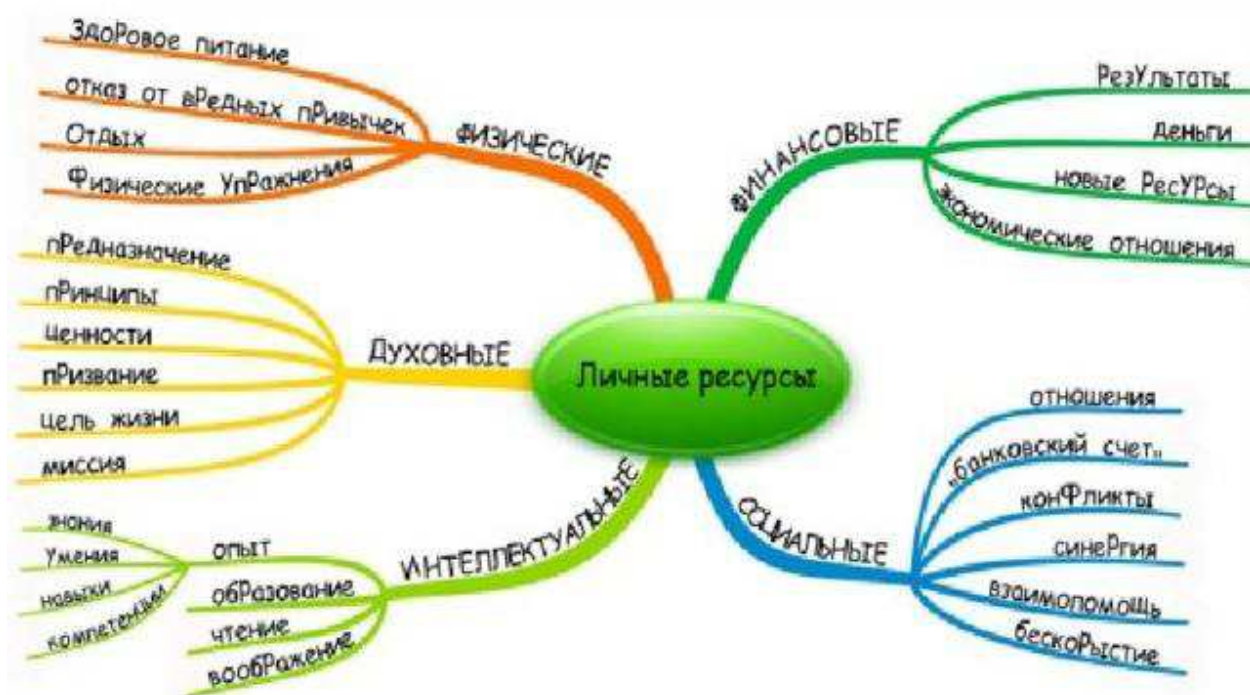 Личные ресурсы
ФИЗИЧЕСКИЕ
Здоровое питание
отказ от вредных привычек
Отдых
Физические упражнения
ФИНАНСОВЫЕ
Результаты
деньги
новые ресурсы
экономические отношения
ДУХОВНЫЕ
предназначение
принципы
ценности
призвание
цель жизни
миссия
ИНТЕЛЛЕКТУАЛЬНЫЕ
опыт
знония
умения
навыки
компетенции
образование
чтение
воображение
СОЦИАЛЬНЫЕ
отношения
„банковский счет„
конфликты
синергия
взаимопомощь
бескорыстие